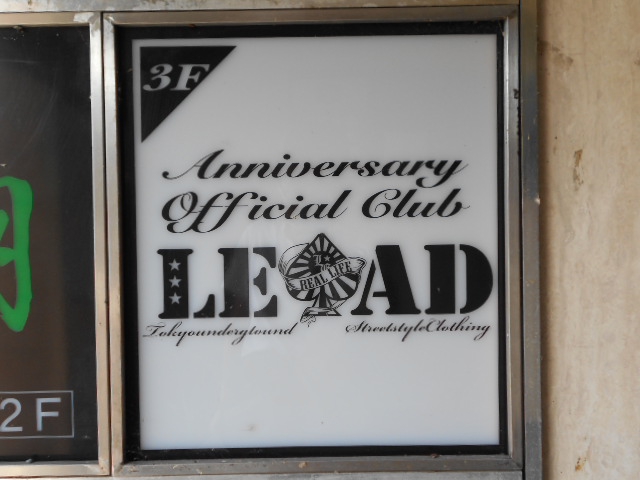 3F
Anniversary
Official Club
LEAD
REAL LIFE
Tokyoundergtound StreetstyleClothing
2F